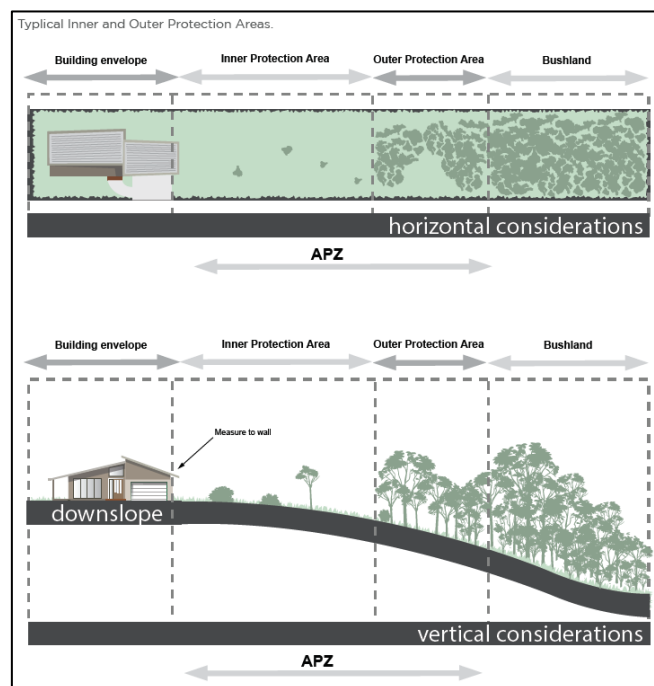 Typlical Inner and Outer Protection Areas.
Building envelope Inner Protection Area Outer Protection Area Bushland
horizontal considerations
APZ
Building envelope Inner Protection Area Outer Protection Area Bushland
Measure to wall
downslope
vertical considerations
APZ